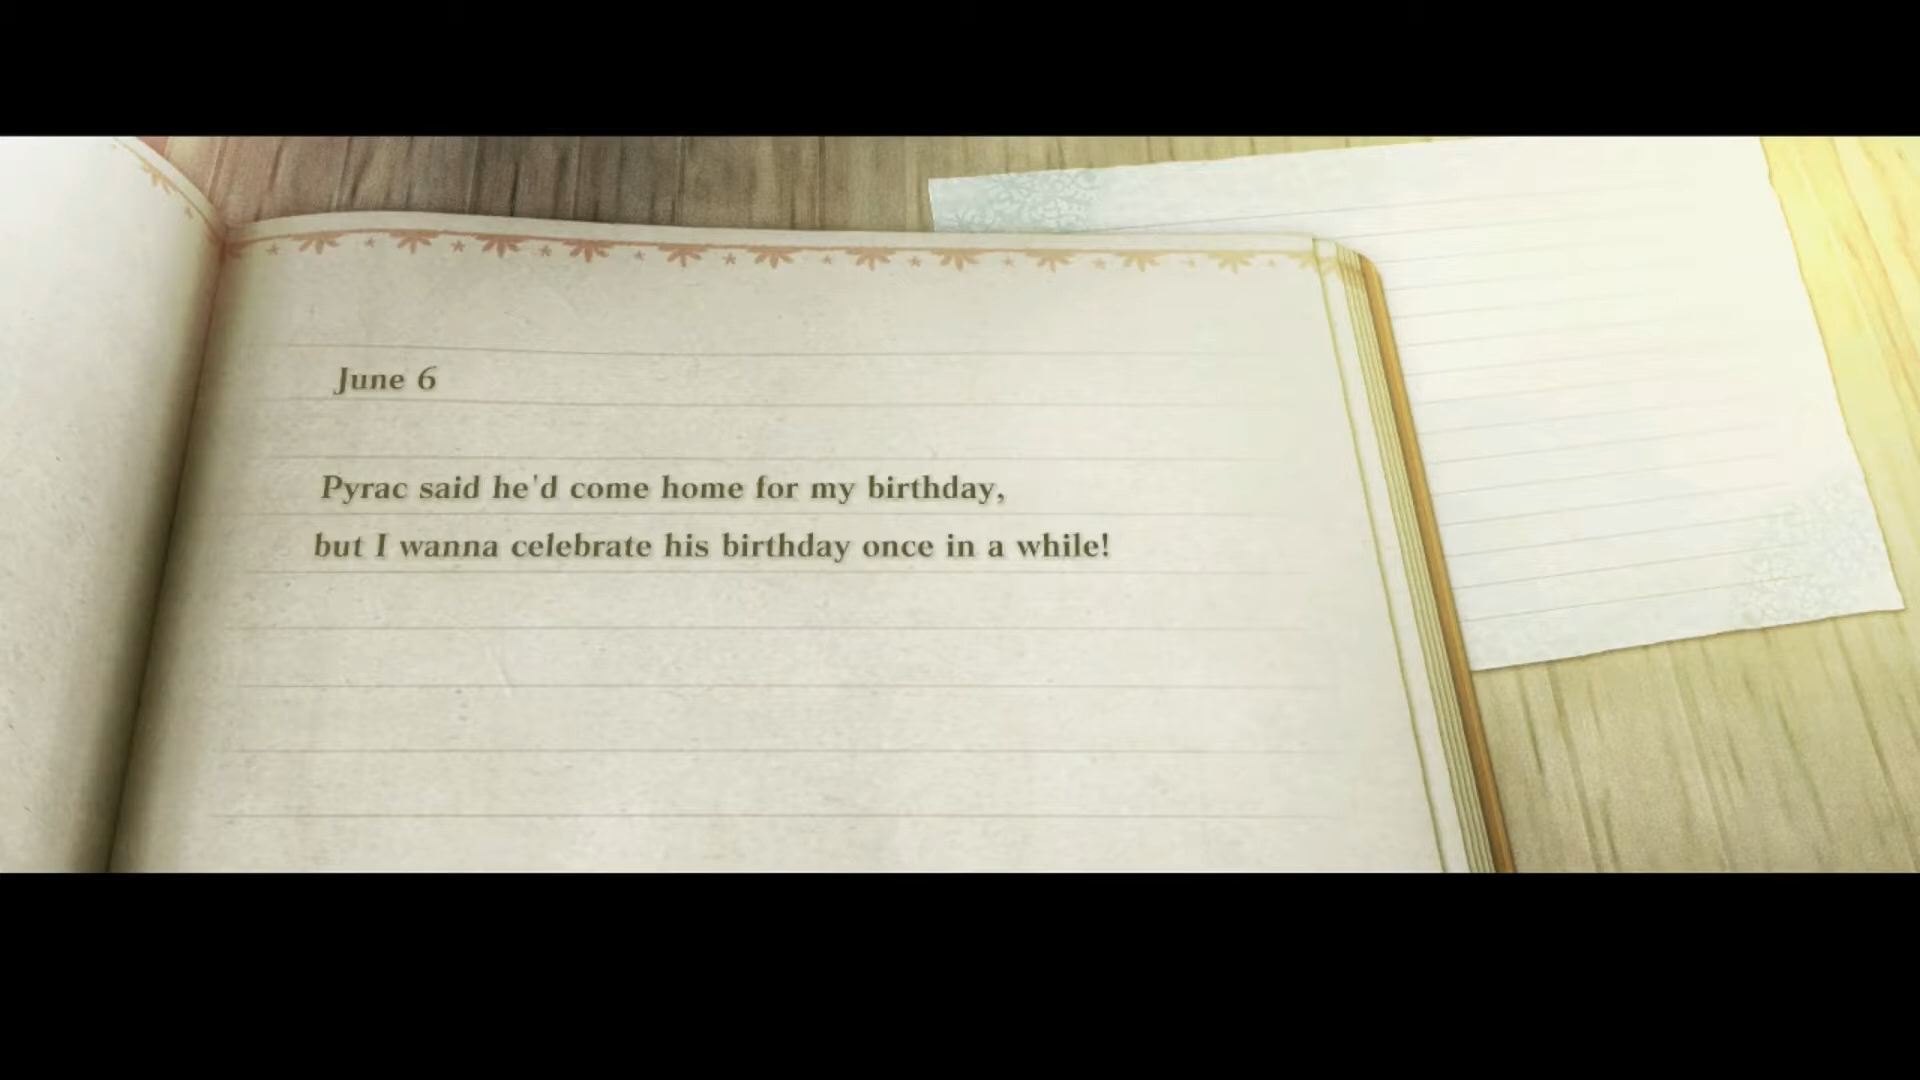 June 6
Pyrac said he'd come home for my birthday,
but I wanna celebrate his birthday once in a while!